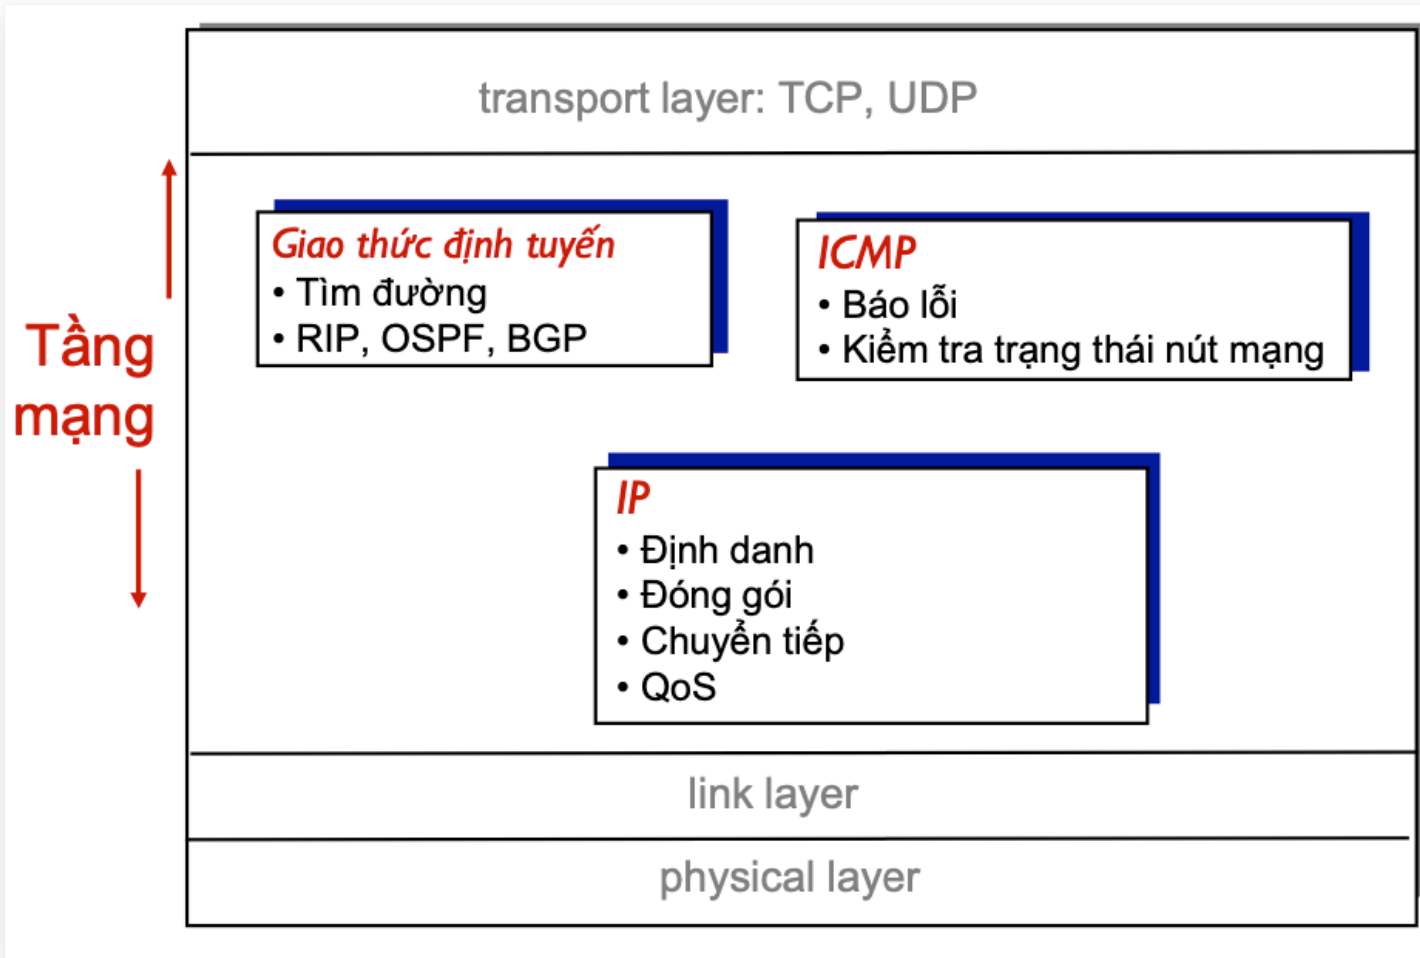 transport layer: TCP, UDP
Tầng
mạng
Giao thức định tuyến
• Tìm đường
• RIP, OSPF, BGP
ICMP
• Báo lỗi
• Kiểm tra trạng thái nút mạng
IP
• Định danh
• Đóng gói
• Chuyển tiếp
• QoS
link layer
physical layer